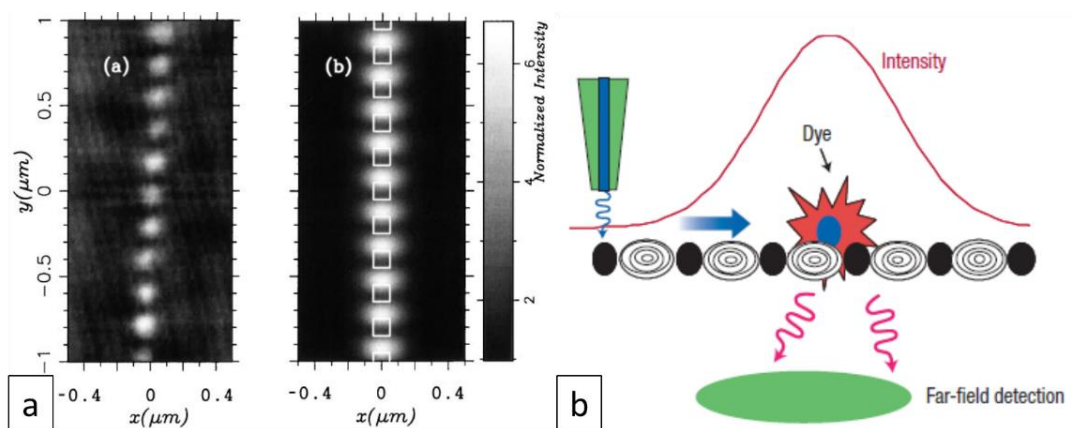 (a)
(b)
y(μm)
1
0.5
0
−0.5
−1
−0.4
0
0.4
x(μm)
−0.4
0
0.4
x(μm)
6
4
2
Normalized Intensity
a
Intensity
Dye
Far-field detection
b